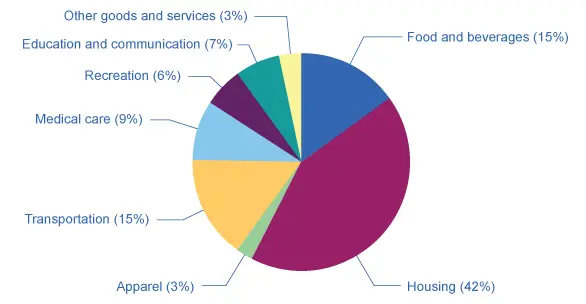 Other goods and services (3%)
Food and beverages (15%)
Education and communication (7%)
Recreation (6%)
Medical care (9%)
Transportation (15%)
Apparel (3%)
Housing (42%)